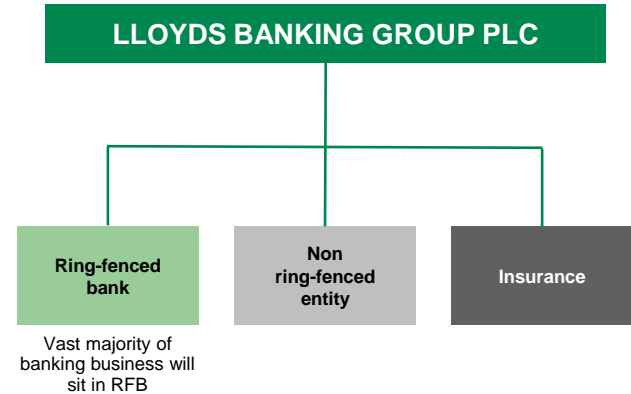 LLOYDS BANKING GROUP PLC
Ring-fenced
bank
Non
ring-fenced
entity
Insurance
Vast majority of
banking business will
sit in RFB